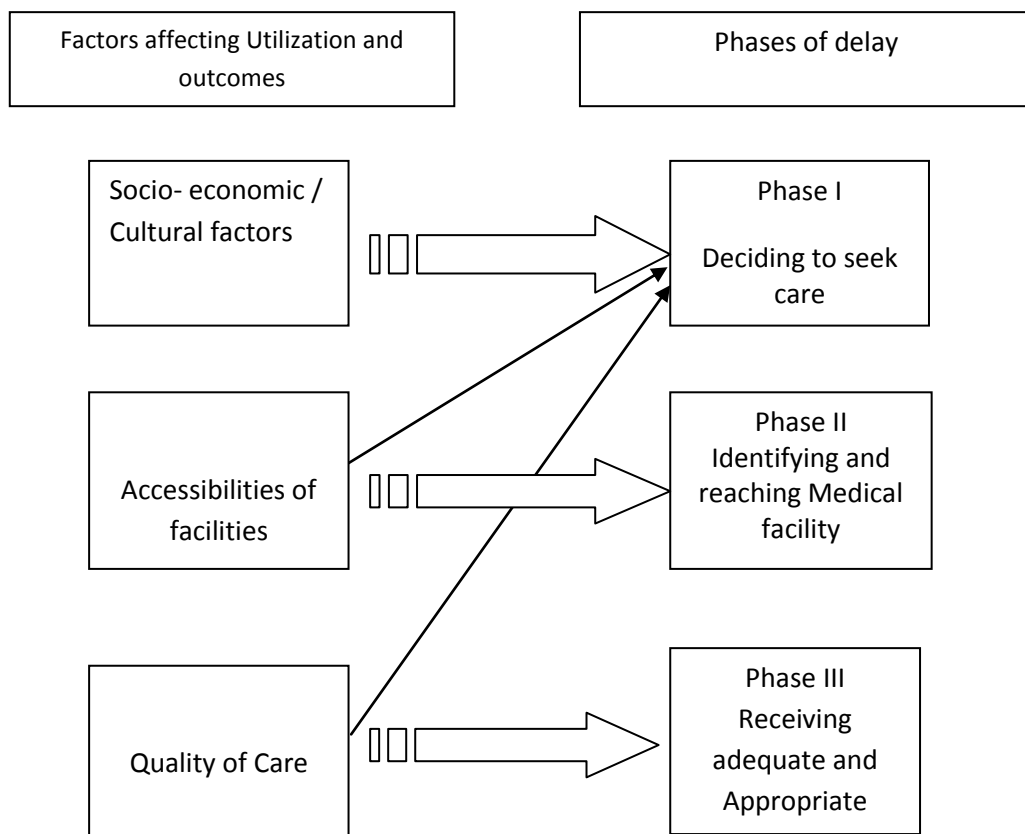 Factors affecting Utilization and
outcomes
Phases of delay
Socio- economic /
Cultural factors
Phase I
Deciding to seek
care
Accessibilities of
facilities
Phase II
Identifying and
reaching Medical
facility
Quality of Care
Phase III
Receiving
adequate and
Appropriate